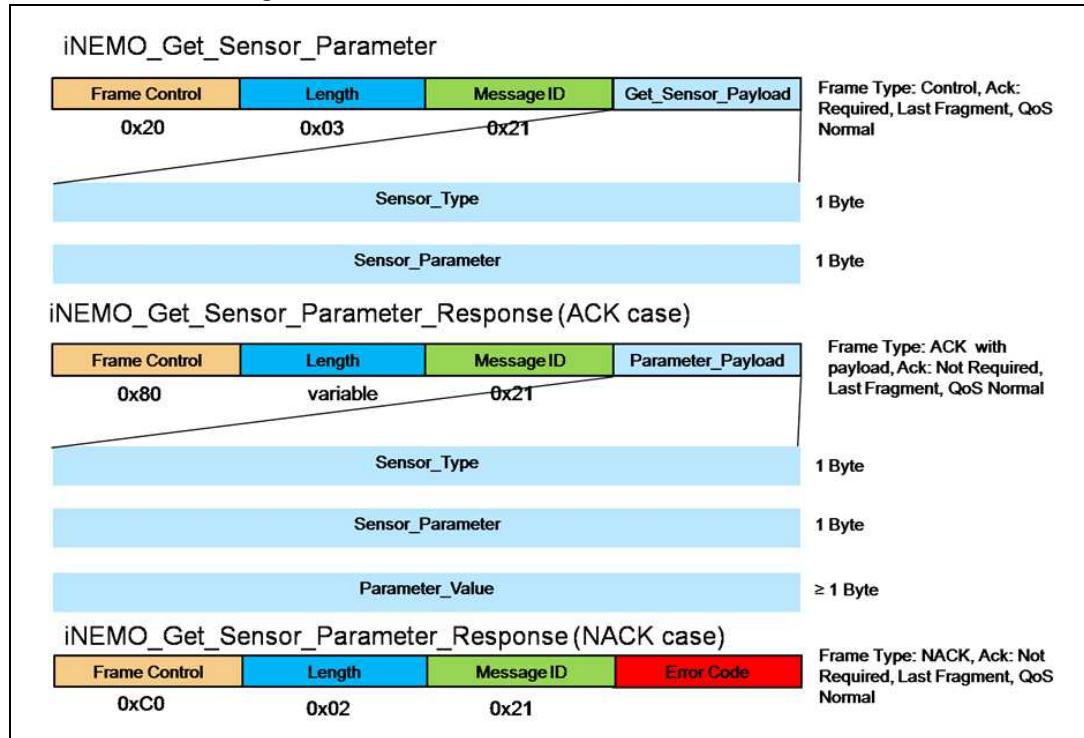 iNEMO_Get_Sensor_Parameter
Frame Control Length Message ID Get_Sensor_Payload
0x20 0x03 0x21
Frame Type: Control, Ack:
Required, Last Fragment, QoS
Normal
Sensor_Type 1 Byte
Sensor_Parameter 1 Byte
iNEMO_Get_Sensor_Parameter_Response (ACK case)
Frame Control Length Message ID Parameter_Payload
0x80 variable 0x21
Frame Type: ACK with
payload, Ack: Not Required,
Last Fragment, QoS Normal
Sensor_Type 1 Byte
Sensor_Parameter 1 Byte
Parameter_Value ≥ 1 Byte
iNEMO_Get_Sensor_Parameter_Response (NACK case)
Frame Control Length Message ID Error Code
0xC0 0x02 0x21
Frame Type: NACK, Ack: Not
Required, Last Fragment, QoS
Normal